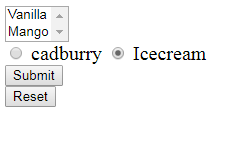 Vanilla
Mango
cadburry Icecream
Submit
Reset